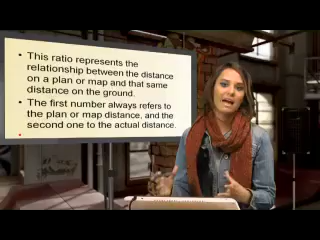 • This ratio represents the
relationship between the distance
on a plan or map and that same
distance on the ground.
• The first number always refers to
the plan or map distance, and the
second one to the actual distance.